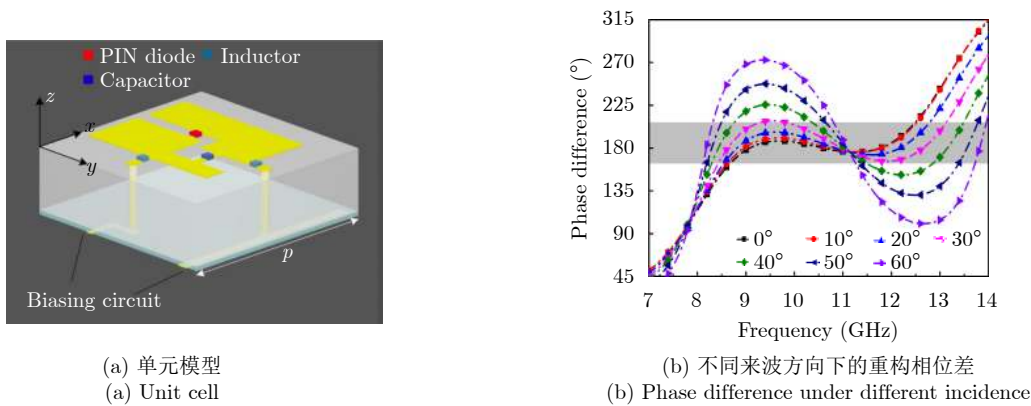 PIN diode Inductor
Capacitor
z
x
y
p
Biasing circuit
(a) 单元模型
(a) Unit cell
Phase difference (°)
315
270
225
180
135
90
45
0° 10° 20° 30°
40° 50° 60°
7 8 9 10 11 12 13 14
Frequency (GHz)
(b) 不同来波方向下的重构相位差
(b) Phase difference under different incidence